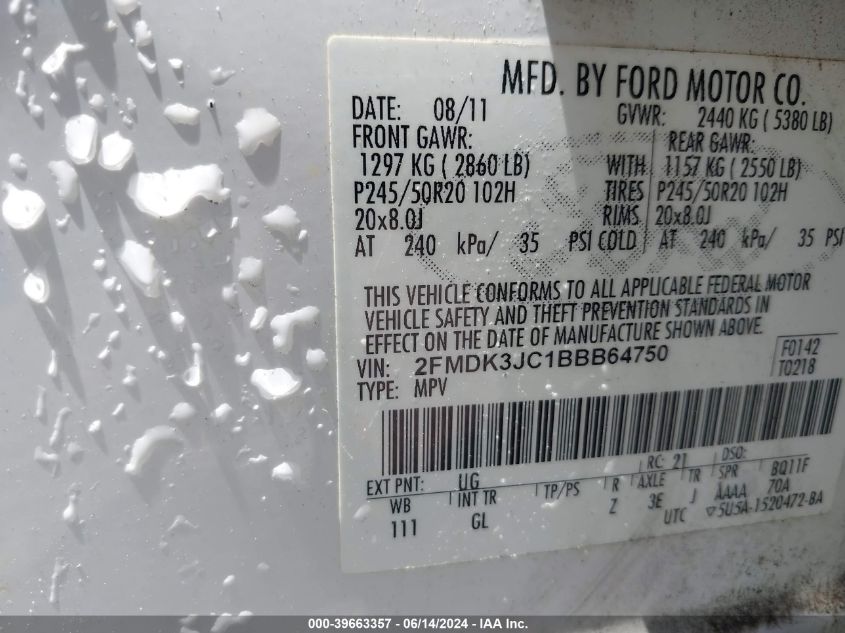 MFD. BY FORD MOTOR CO.
DATE: 08/11 GVWR: 2440 KG ( 5380 LB)
FRONT GAWR: REAR GAWR:
1297 KG ( 2860 LB) WITH 1157 KG ( 2550 LB)
P245/50R20 102H TIRES P245/50R20 102H
20x8.0J RIMS 20x8.0J
AT 240 kPa/ 35 PSI COLD AT 240 kPa/ 35 PSI
THIS VEHICLE CONFORMS TO ALL APPLICABLE FEDERAL MOTOR
VEHICLE SAFETY AND THEFT PREVENTION STANDARDS IN
EFFECT ON THE DATE OF MANUFACTURE SHOWN ABOVE.
VIN: 2FMDK3JC1BBB64750 F0142
TYPE: MPV T0218
EXT PNT: UG RC: 21 DSO:
WB INT TR TP/PS R AXLE TR SPR BQ11F
111 GL Z 3E J AAAA 70A
UTC ▽5U5A-1520472-BA
000-39663357 - 06/14/2024 - IAA Inc.